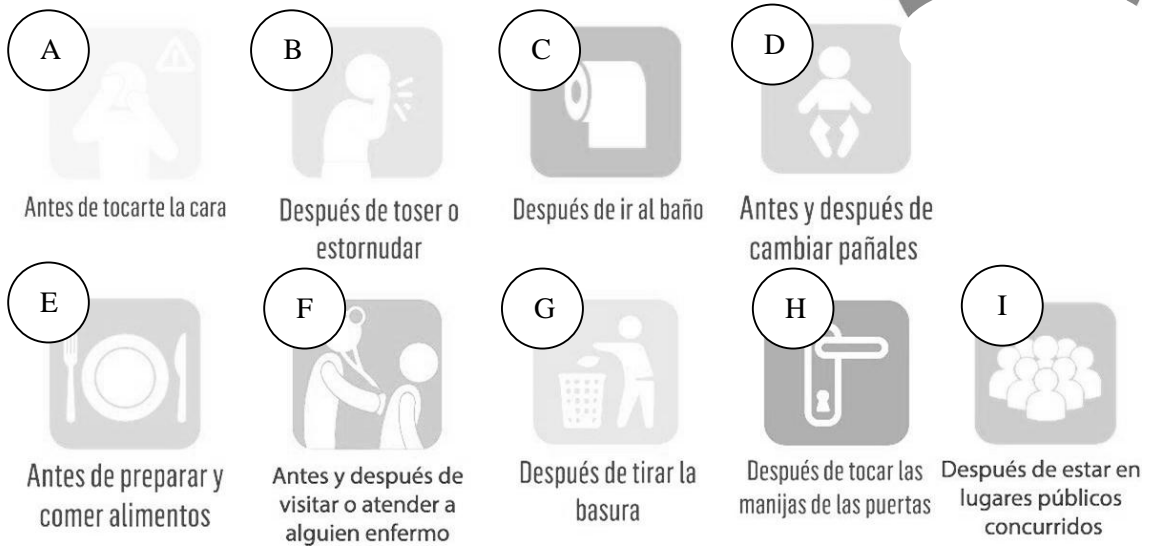 A
B
C
D
Antes de tocarte la cara
Después de toser o
estornudar
Después de ir al baño
Antes y después de
cambiar pañales
E
F
G
H
I
Antes de preparar y
comer alimentos
Antes y después de
visitar o atender a
alguien enfermo
Después de tirar la
basura
Después de tocar las
manijas de las puertas
Después de estar en
lugares públicos
concurridos